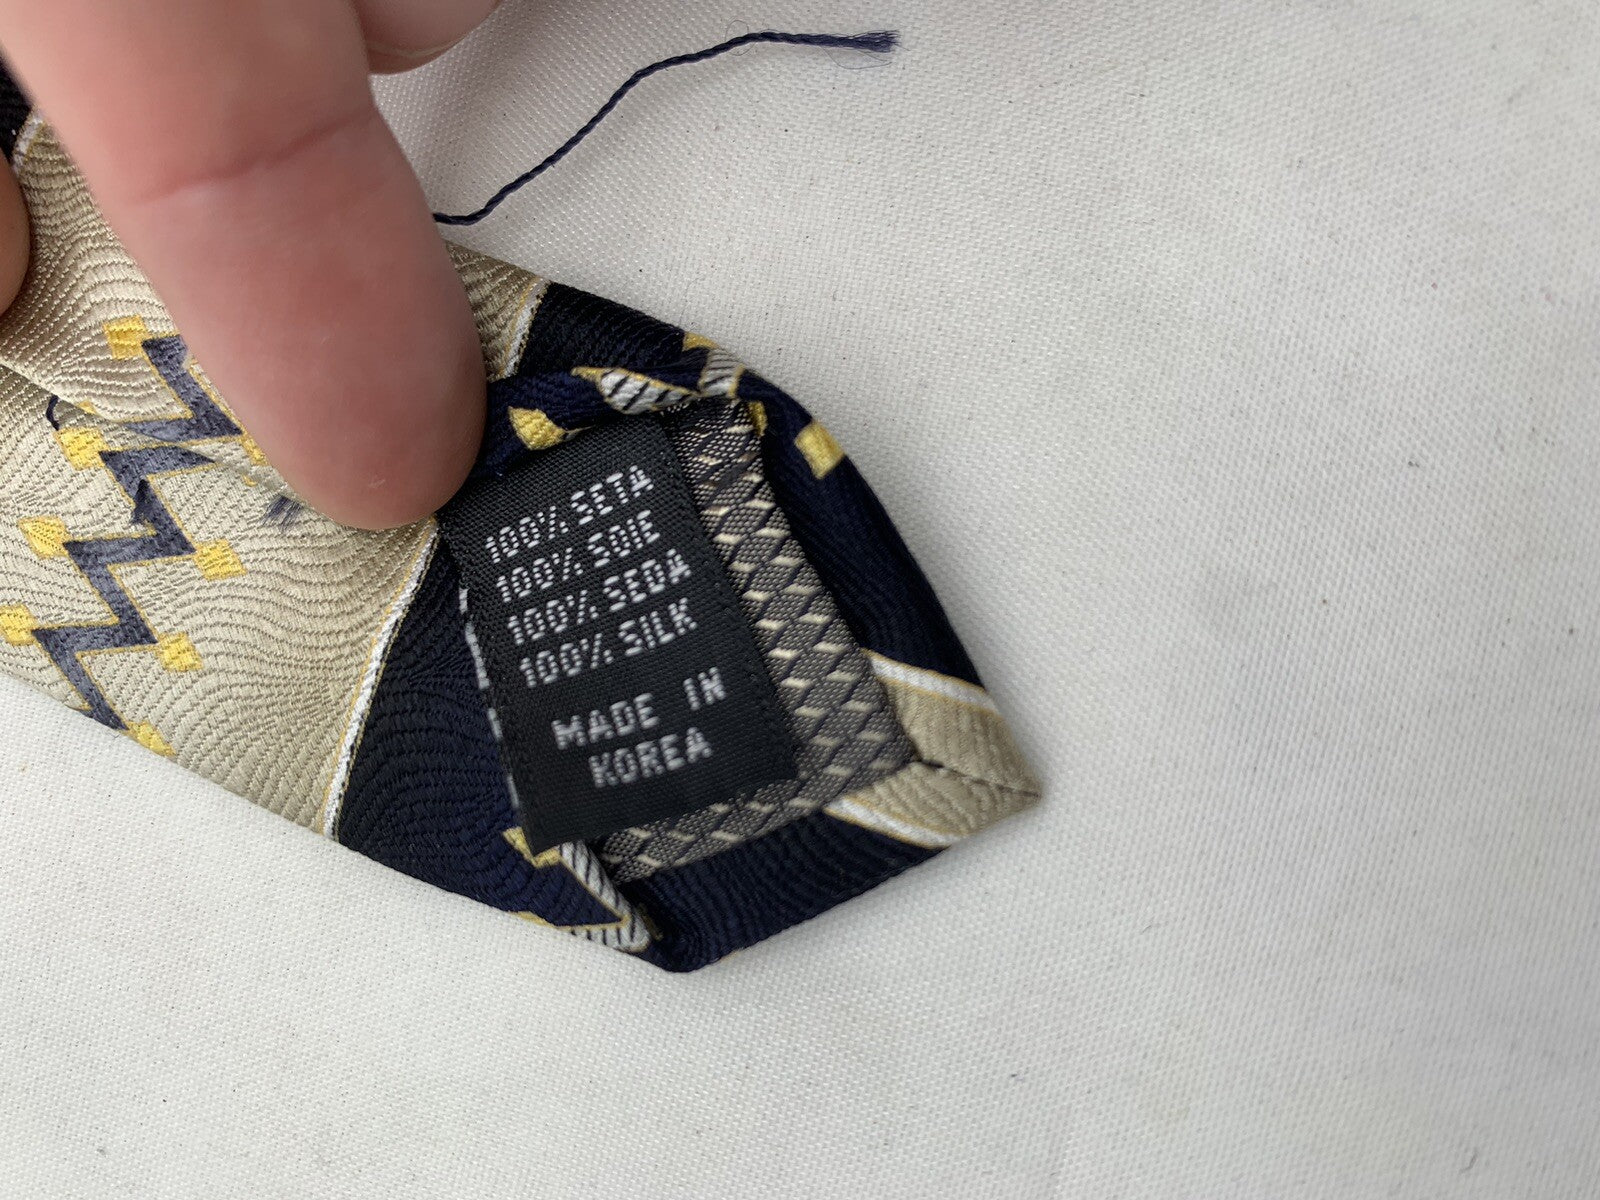 100% SETA
100% SOIE
100% SEDA
100% SILK
MADE IN
KOREA